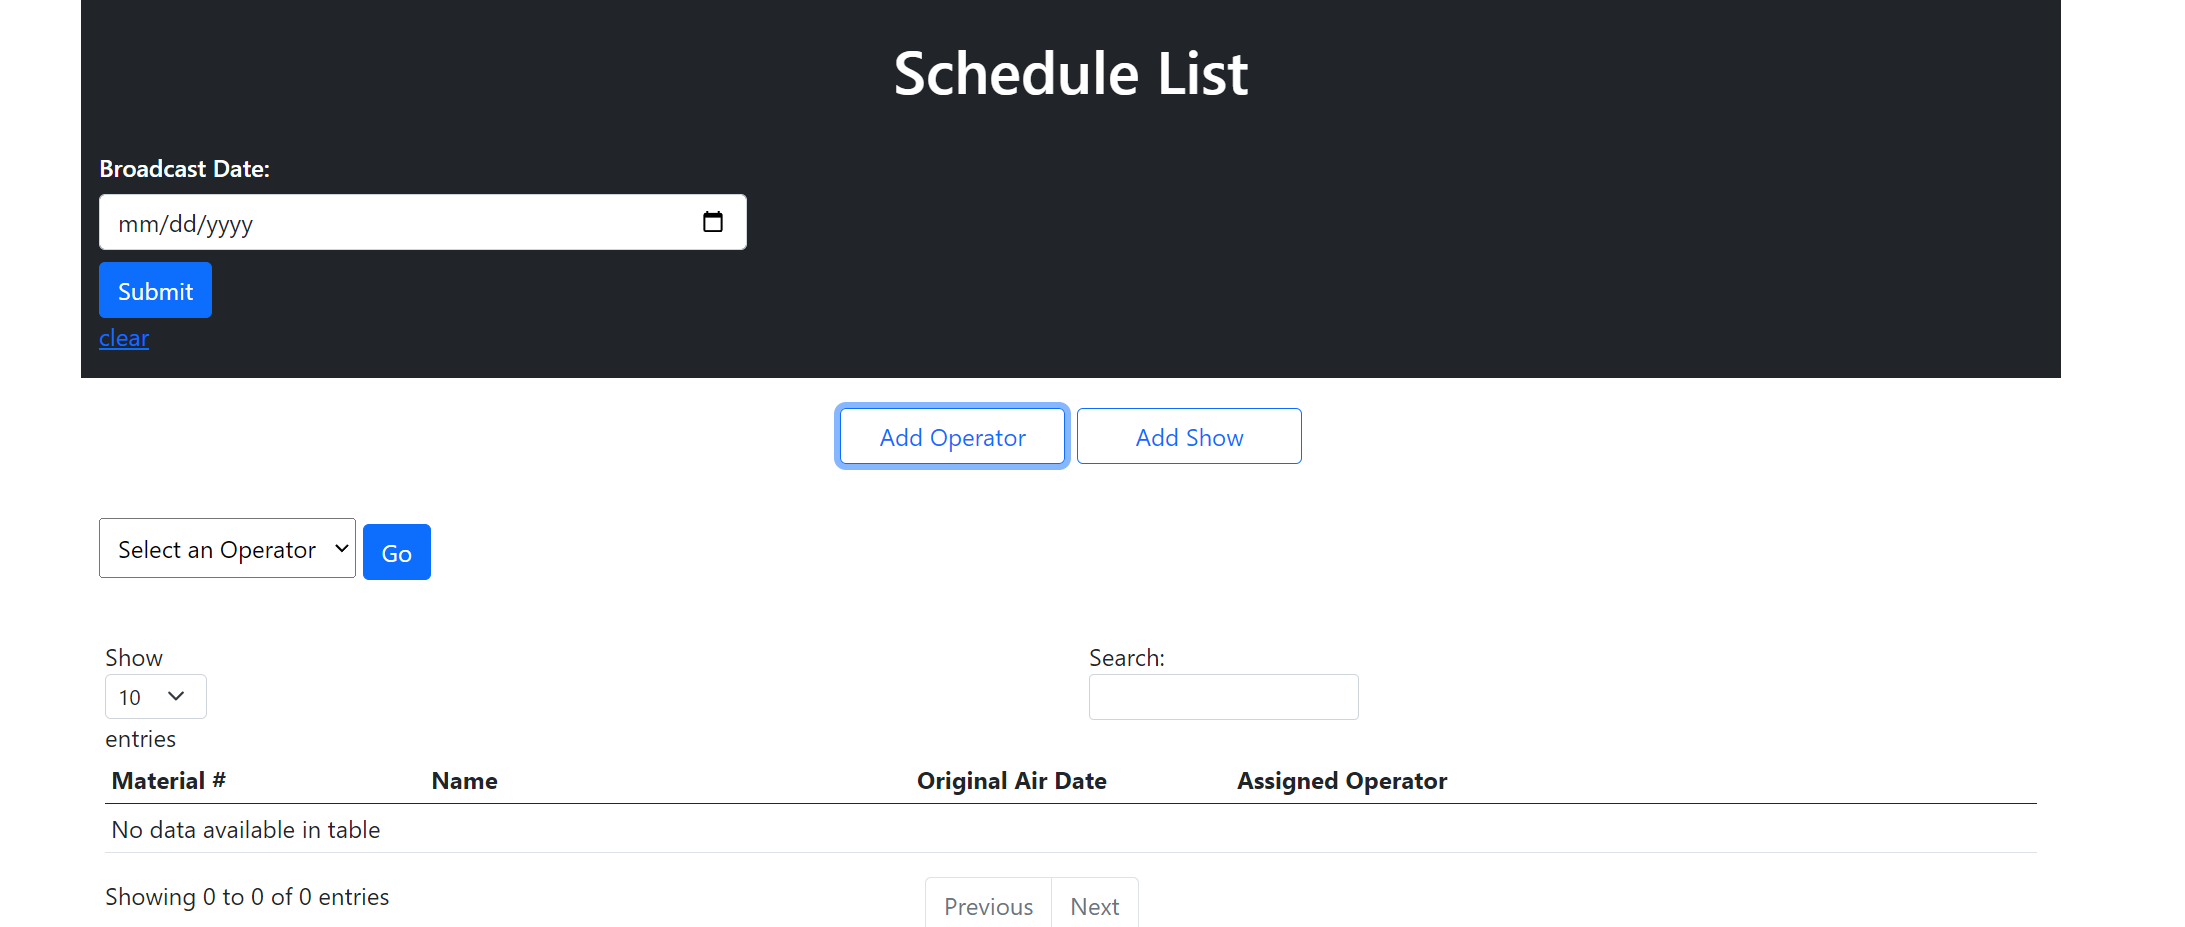 Schedule List
Broadcast Date:
mm/dd/yyyy
Submit
clear
Add Operator Add Show
Select an Operator Go
Show Search:
10
entries
Material # Name Original Air Date Assigned Operator
No data available in table
Showing 0 to 0 of 0 entries Previous Next